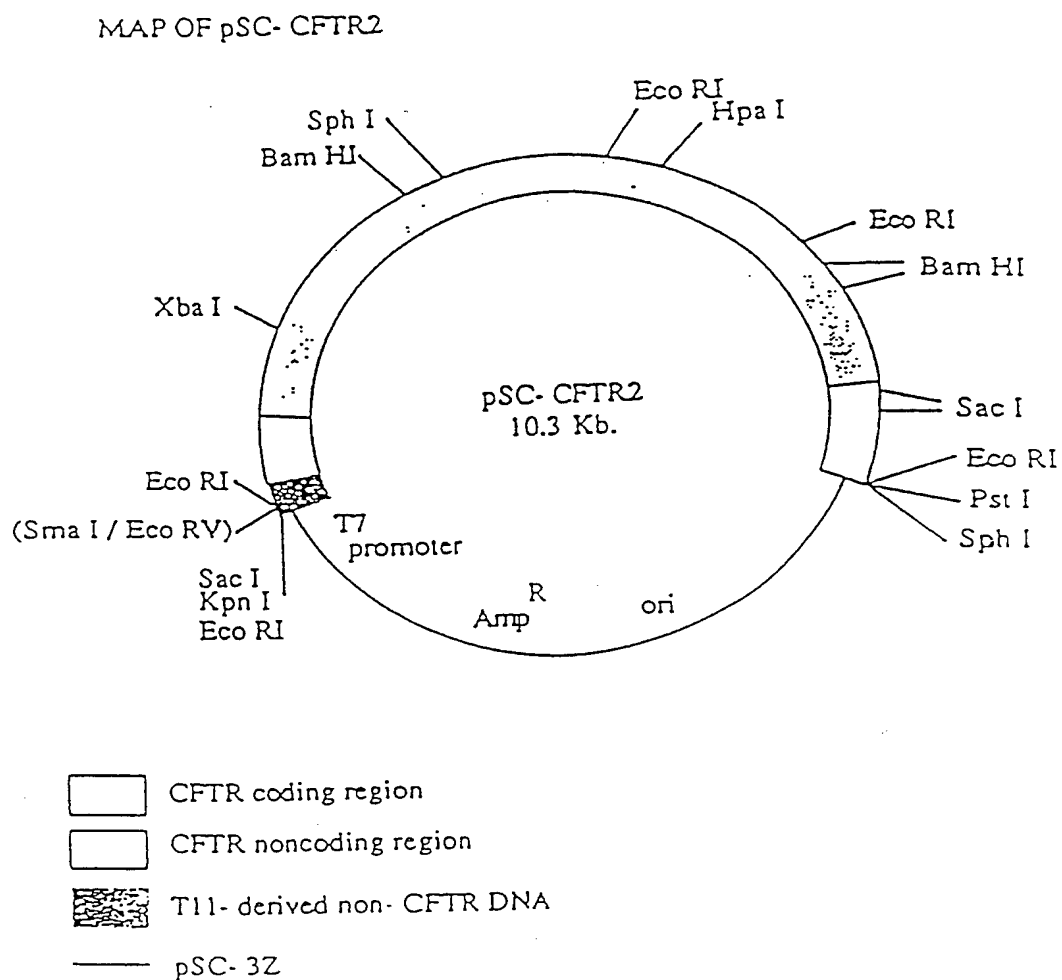 MAP OF pSC- CFTR2
Eco RI
Hpa I
Sph I
Bam HI
Eco RI
Bam HI
Xba I
pSC- CFTR2
10.3 Kb.
Sac I
Eco RI
Pst I
Sph I
Eco RI
(Sma I / Eco RV)
T7
promoter
Sac I
Kpn I
Eco RI
Amp R
ori
CFTR coding region
CFTR noncoding region
T11- derived non- CFTR DNA
pSC- 3Z